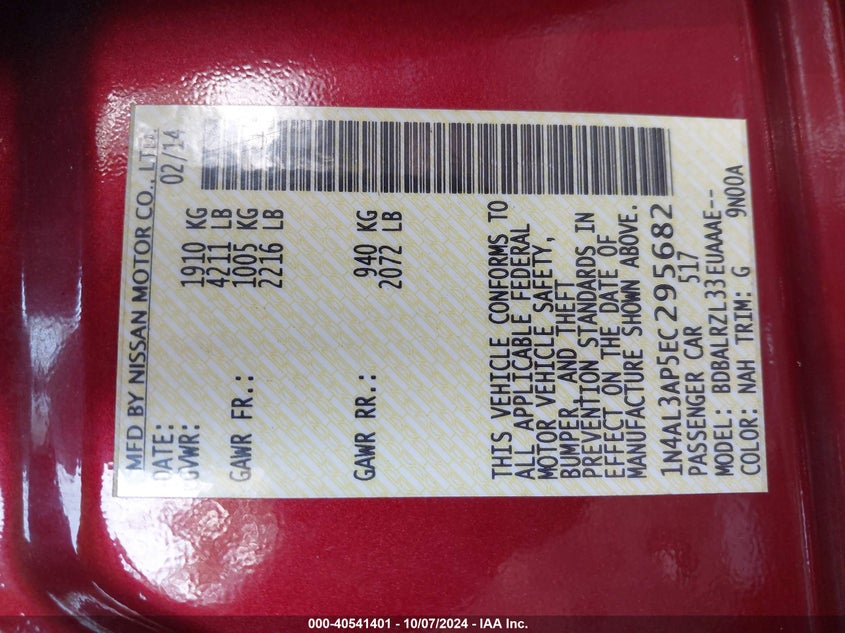 MFD BY NISSAN MOTOR CO., LTD
DATE: 02/14
GVWR: 1910 KG
4211 LB
GAWR FR.: 1005 KG
2216 LB
GAWR RR.: 940 KG
2072 LB
THIS VEHICLE CONFORMS TO
ALL APPLICABLE FEDERAL
MOTOR VEHICLE SAFETY,
BUMPER, AND THEFT
PREVENTION STANDARDS IN
EFFECT ON THE DATE OF
MANUFACTURE SHOWN ABOVE.
1N4AL3AP5EC295682
PASSENGER CAR 517
MODEL: BDBALRZL33EUAAAE--
COLOR: NAH TRIM: G 9N00A
000-40541401 - 10/07/2024 - IAA Inc.